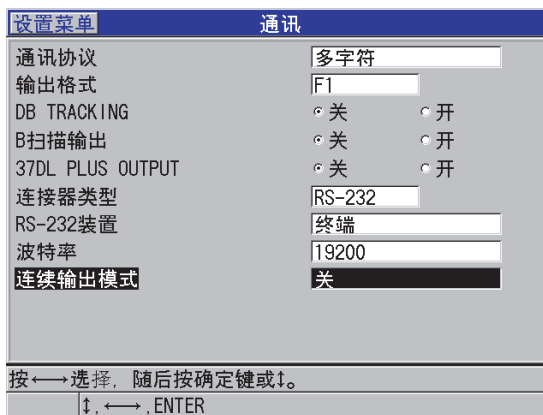 设置菜单 通讯
通讯协议 多字符
输出格式 F1
DB TRACKING 关 开
B扫描输出 关 开
37DL PLUS OUTPUT 关 开
连接器类型 RS-232
RS-232装置 终端
波特率 19200
连续输出模式 关
按←→选择，随后按确定键或↕。
↕,←→,ENTER